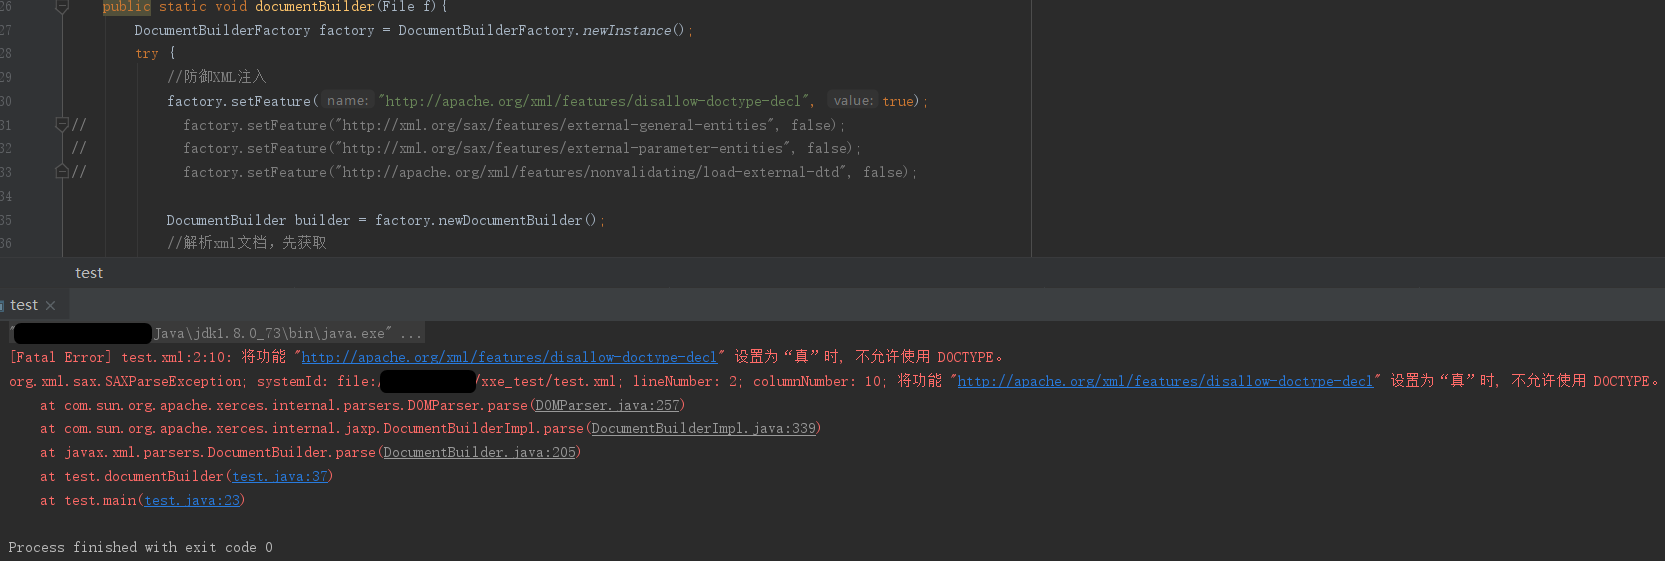 26 public static void documentBuilder(File f){
27 DocumentBuilderFactory factory = DocumentBuilderFactory.newInstance();
28 try {
29 //防御XML注入
30 factory.setFeature( name: "http://apache.org/xml/features/disallow-doctype-decl", value: true);
31 // factory.setFeature("http://xml.org/sax/features/external-general-entities", false);
32 // factory.setFeature("http://xml.org/sax/features/external-parameter-entities", false);
33 // factory.setFeature("http://apache.org/xml/features/nonvalidating/load-external-dtd", false);
34
35 DocumentBuilder builder = factory.newDocumentBuilder();
36 //解析xml文档，先获取
test
test ×
" Java\jdk1.8.0_73\bin\java.exe" ...
[Fatal Error] test.xml:2:10: 将功能 "http://apache.org/xml/features/disallow-doctype-decl" 设置为“真”时, 不允许使用 DOCTYPE。
org.xml.sax.SAXParseException; systemId: file:/ /xxe_test/test.xml; lineNumber: 2; columnNumber: 10; 将功能 "http://apache.org/xml/features/disallow-doctype-decl" 设置为“真”时, 不允许使用 DOCTYPE。
at com.sun.org.apache.xerces.internal.parsers.DOMParser.parse(DOMParser.java:257)
at com.sun.org.apache.xerces.internal.jaxp.DocumentBuilderImpl.parse(DocumentBuilderImpl.java:339)
at javax.xml.parsers.DocumentBuilder.parse(DocumentBuilder.java:205)
at test.documentBuilder(test.java:37)
at test.main(test.java:23)
Process finished with exit code 0